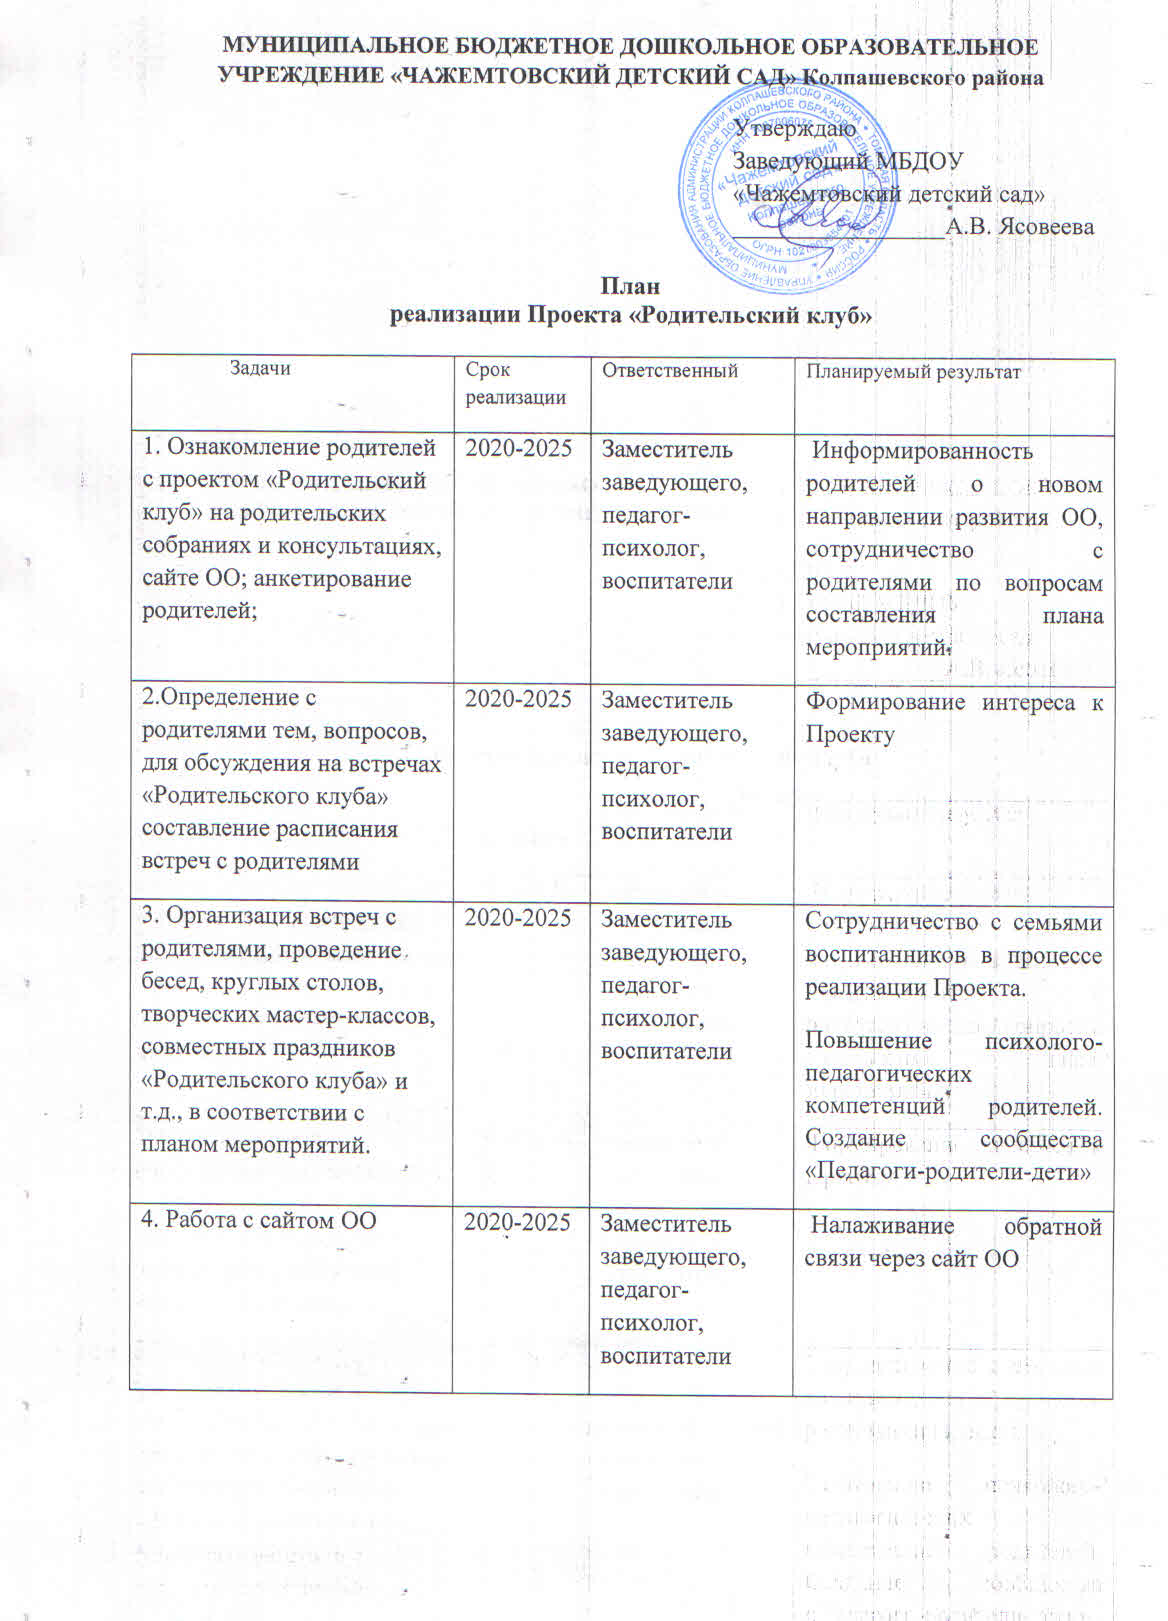 МУНИЦИПАЛЬНОЕ БЮДЖЕТНОЕ ДОШКОЛЬНОЕ ОБРАЗОВАТЕЛЬНОЕ
УЧРЕЖДЕНИЕ «ЧАЖЕМТОВСКИЙ ДЕТСКИЙ САД» Колпашевского района
Утверждаю
Заведующий МБДОУ
«Чажемтовский детский сад»
А.В. Ясовеева
«Чажемтовский
детский сад»
Колпашевского
района
План
реализации Проекта «Родительский клуб»
Задачи
Срок
реализации
Ответственный
Планируемый результат
1. Ознакомление родителей
с проектом «Родительский
клуб» на родительских
собраниях и консультациях,
сайте ОО; анкетирование
родителей;
2020-2025
Заместитель
заведующего,
педагог-
психолог,
воспитатели
Информированность
родителей о новом
направлении развития ОО,
сотрудничество с
родителями по вопросам
составления плана
мероприятий
2.Определение с
родителями тем, вопросов,
для обсуждения на встречах
«Родительского клуба»
составление расписания
встреч с родителями
2020-2025
Заместитель
заведующего,
педагог-
психолог,
воспитатели
Формирование интереса к
Проекту
3. Организация встреч с
родителями, проведение
бесед, круглых столов,
творческих мастер-классов,
совместных праздников
«Родительского клуба» и
т.д., в соответствии с
планом мероприятий.
2020-2025
Заместитель
заведующего,
педагог-
психолог,
воспитатели
Сотрудничество с семьями
воспитанников в процессе
реализации Проекта.
Повышение психолого-
педагогических
компетенций родителей.
Создание сообщества
«Педагоги-родители-дети»
4. Работа с сайтом ОО
2020-2025
Заместитель
заведующего,
педагог-
психолог,
воспитатели
Налаживание обратной
связи через сайт ОО